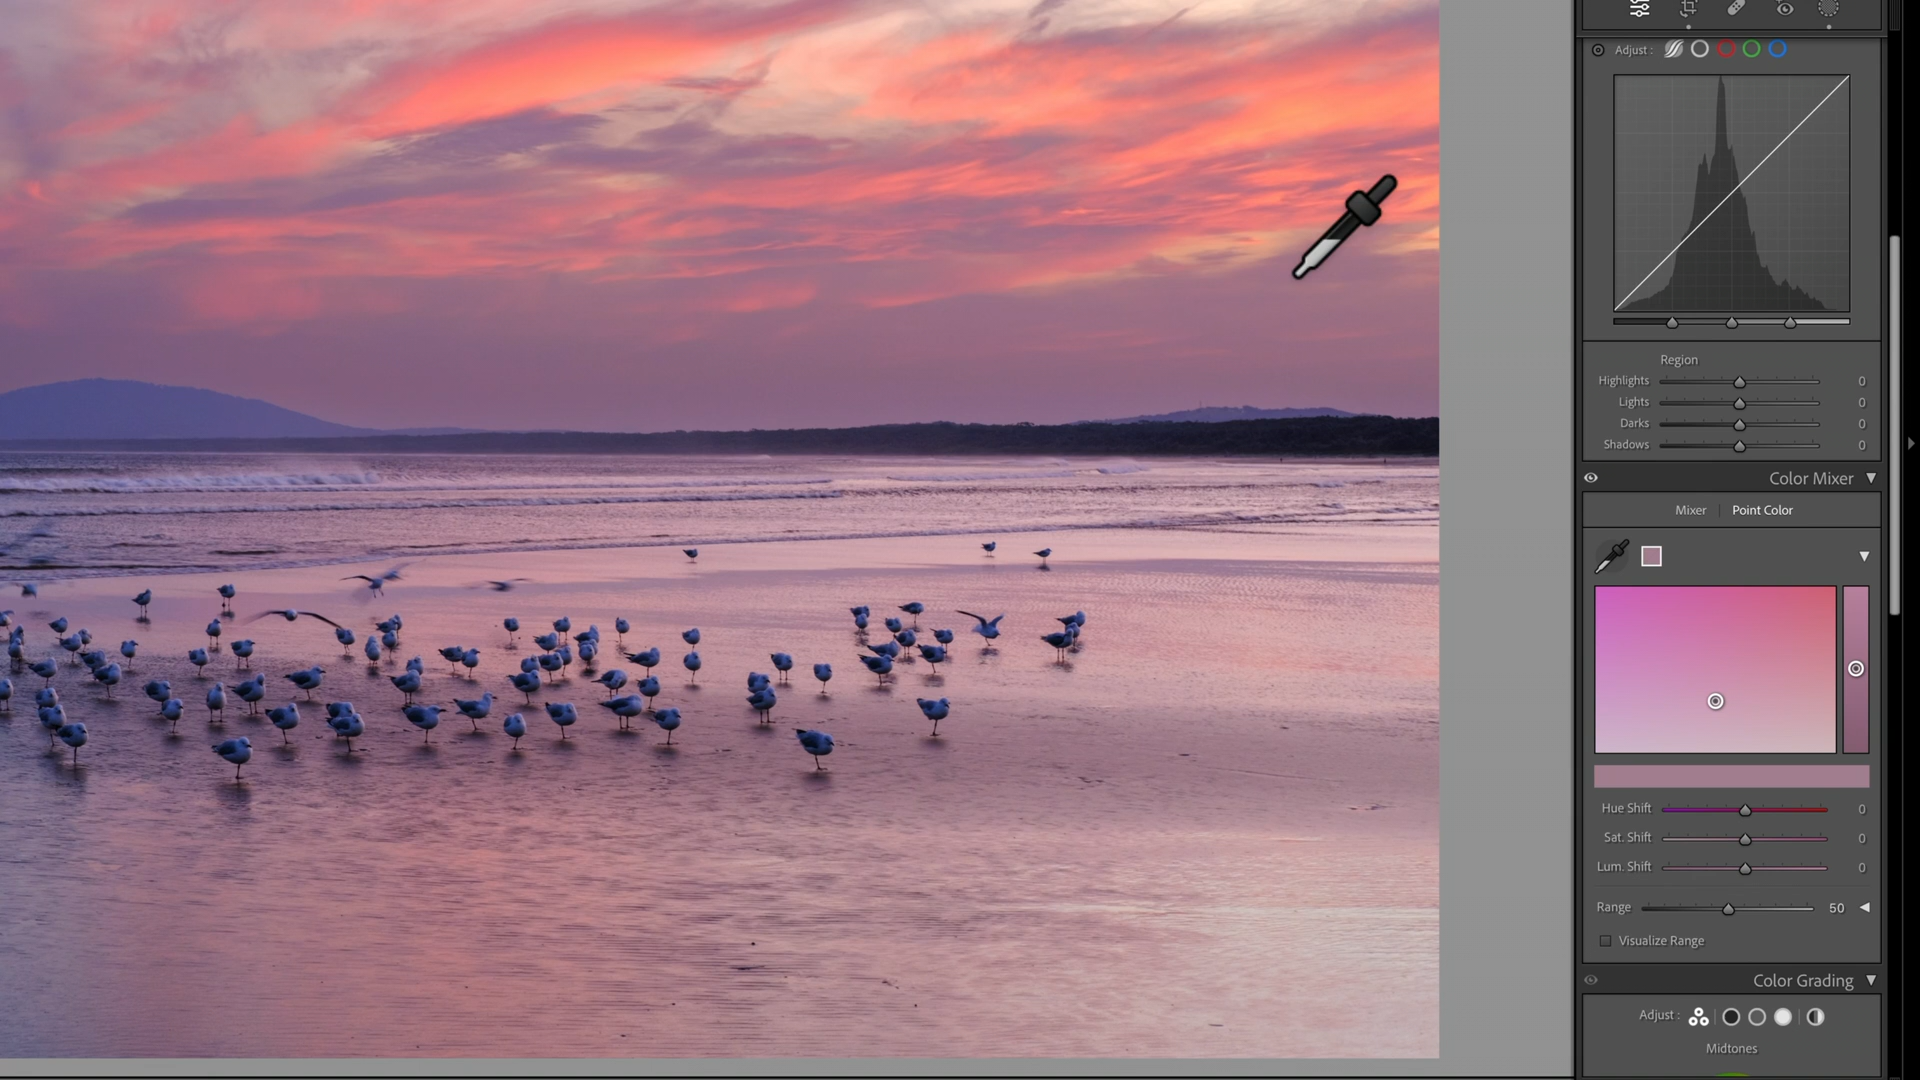 Adjust :
Region
Highlights 0
Lights 0
Darks 0
Shadows 0
Color Mixer
Mixer | Point Color
Hue Shift 0
Sat. Shift 0
Lum. Shift 0
Range 50
Visualize Range
Color Grading
Adjust :
Midtones